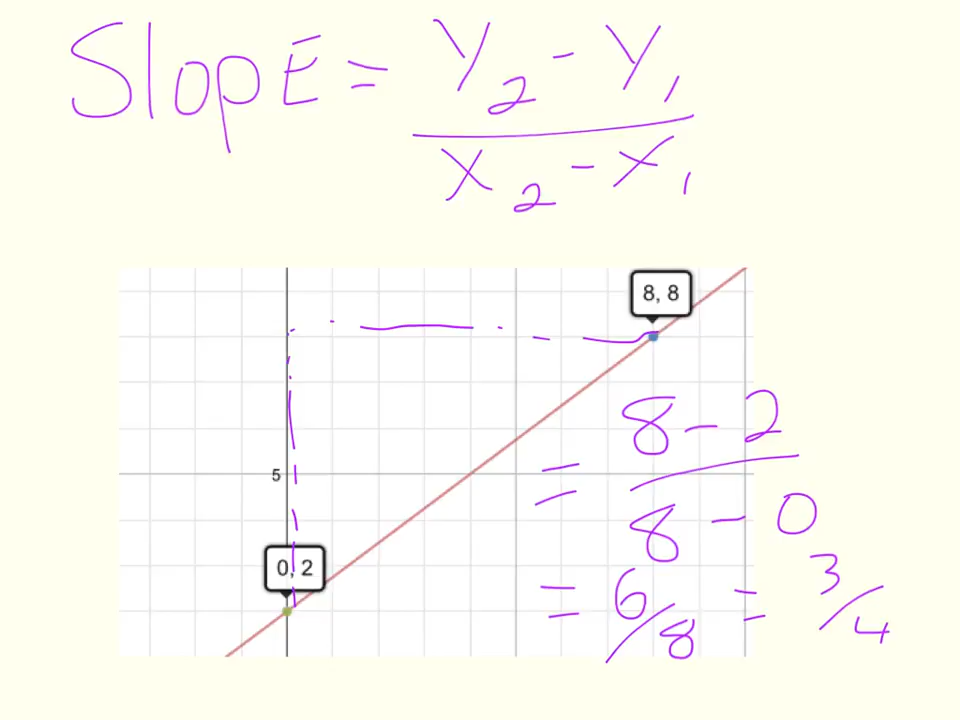 SlopE = Y2 - Y1
X2 - X1
8, 8
8 - 2
5
=
8 - 0
0, 2
= 6/8 = 3/4